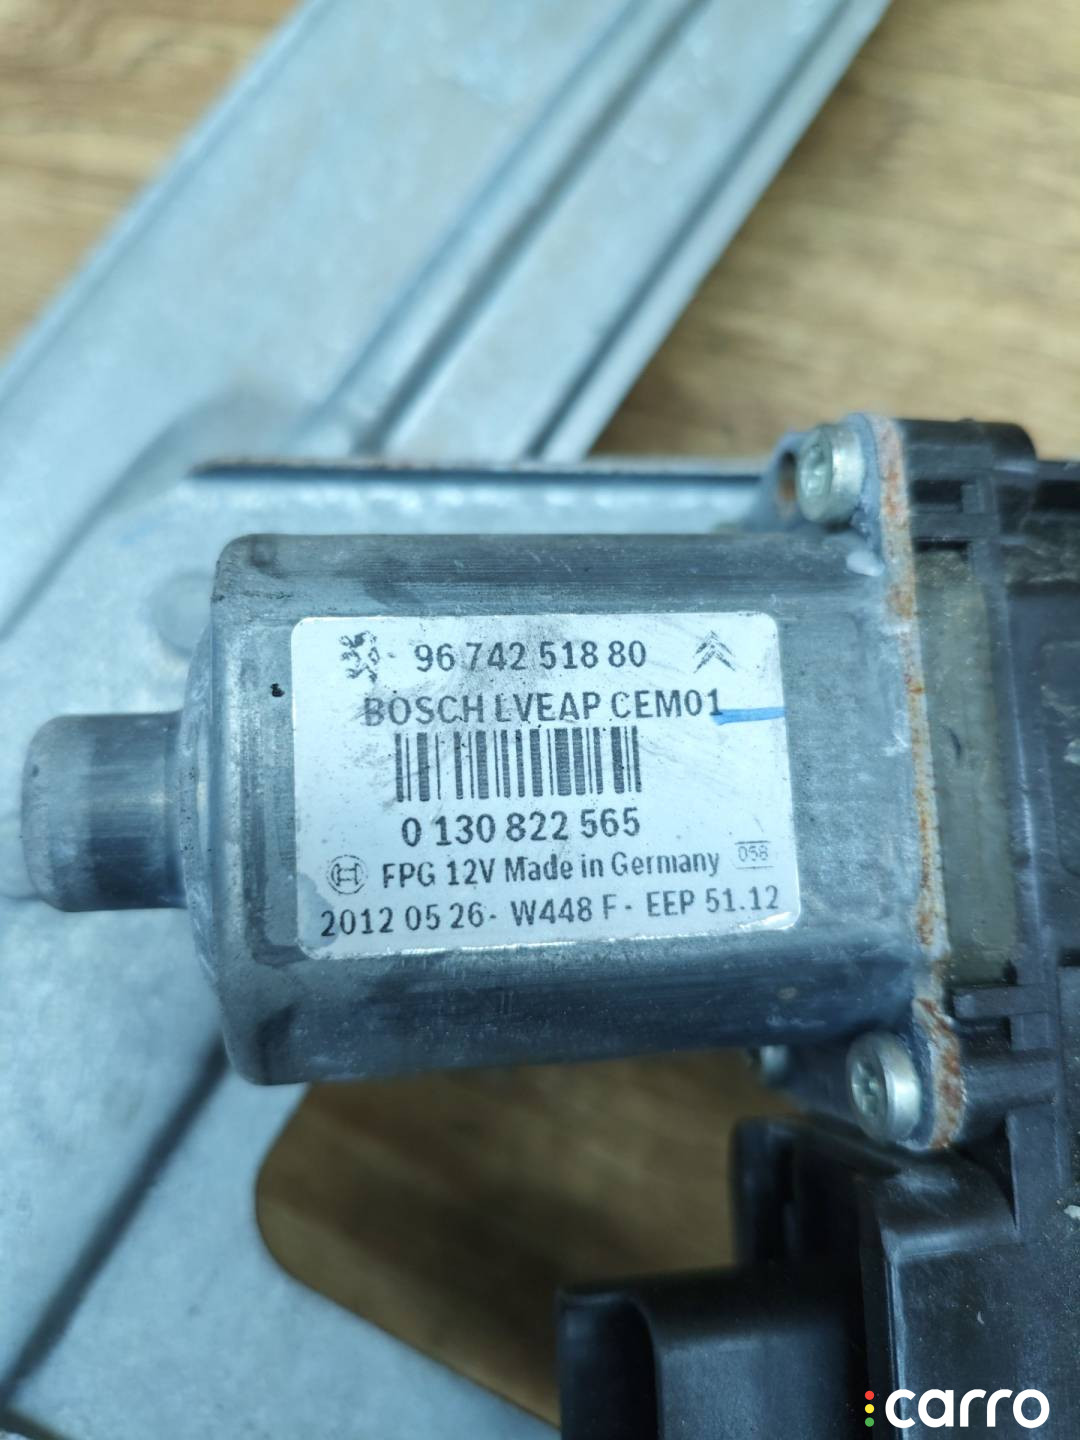 96 742 518 80
BOSCH LVEAP CEM01
0 130 822 565
FPG 12V Made in Germany 058
2012 05 26- W448 F - EEP 51.12
carro